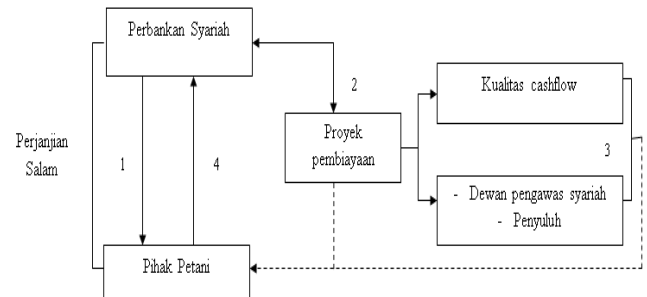 Perbankan Syariah
2
Kualitas cashflow
Proyek
pembiayaan
Perjanjian
Salam
1
4
3
- Dewan pengawas syariah
- Penyuluh
Pihak Petani